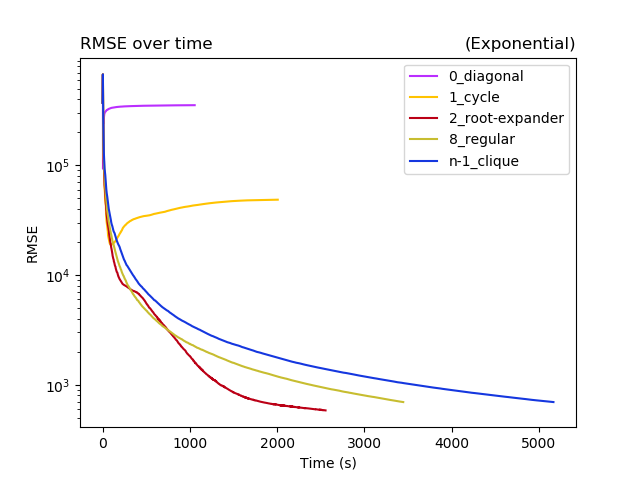 RMSE over time (Exponential)
0_diagonal
1_cycle
2_root-expander
8_regular
n-1_clique
10^5
10^4
10^3
RMSE
0 1000 2000 3000 4000 5000
Time (s)